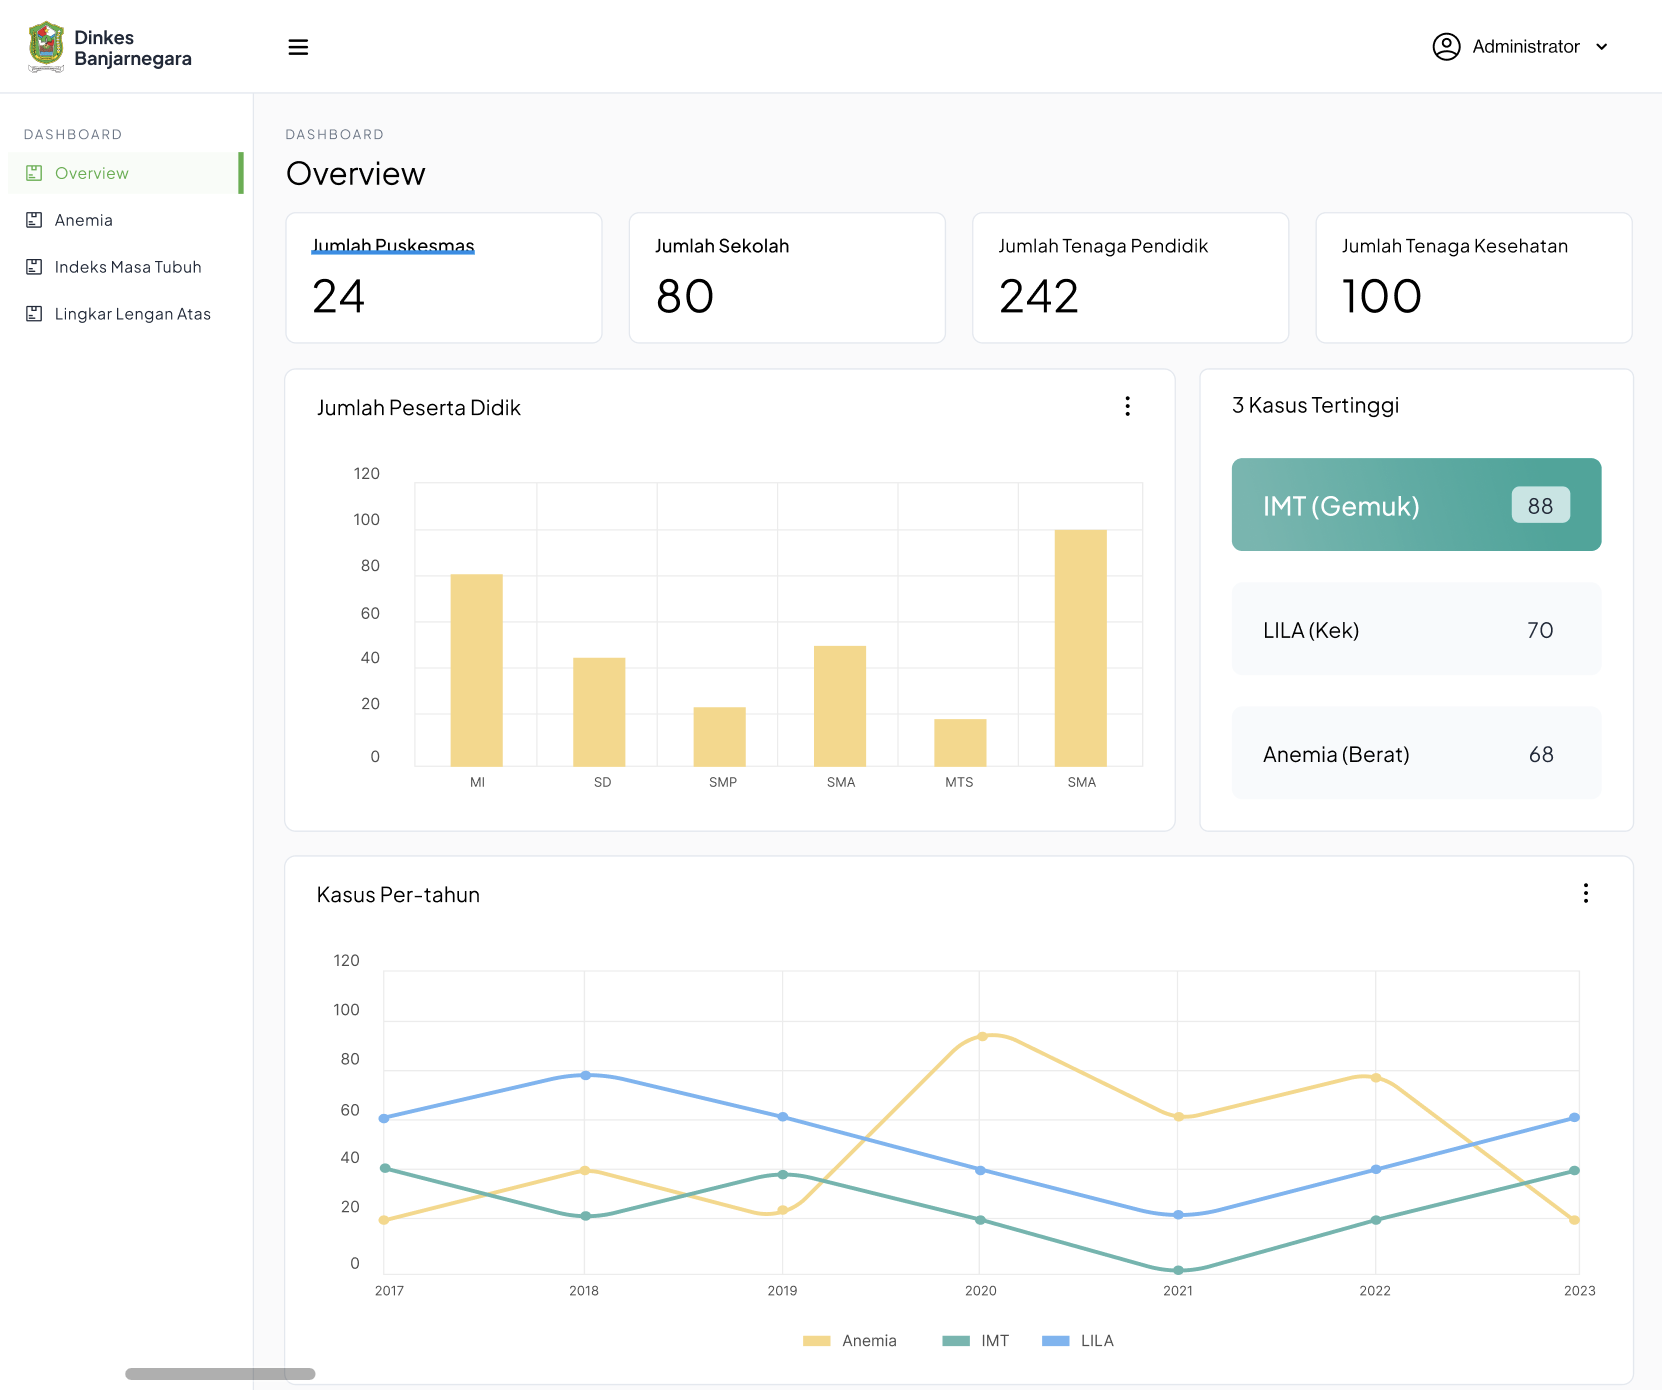 Dinkes
Banjarnegara
Administrator
DASHBOARD
Overview
Anemia
Indeks Masa Tubuh
Lingkar Lengan Atas
DASHBOARD
Overview
Jumlah Puskesmas
24
Jumlah Sekolah
80
Jumlah Tenaga Pendidik
242
Jumlah Tenaga Kesehatan
100
Jumlah Peserta Didik
120
100
80
60
40
20
0
MI SD SMP SMA MTS SMA
3 Kasus Tertinggi
IMT (Gemuk) 88
LILA (Kek) 70
Anemia (Berat) 68
Kasus Per-tahun
120
100
80
60
40
20
0
2017 2018 2019 2020 2021 2022 2023
Anemia IMT LILA